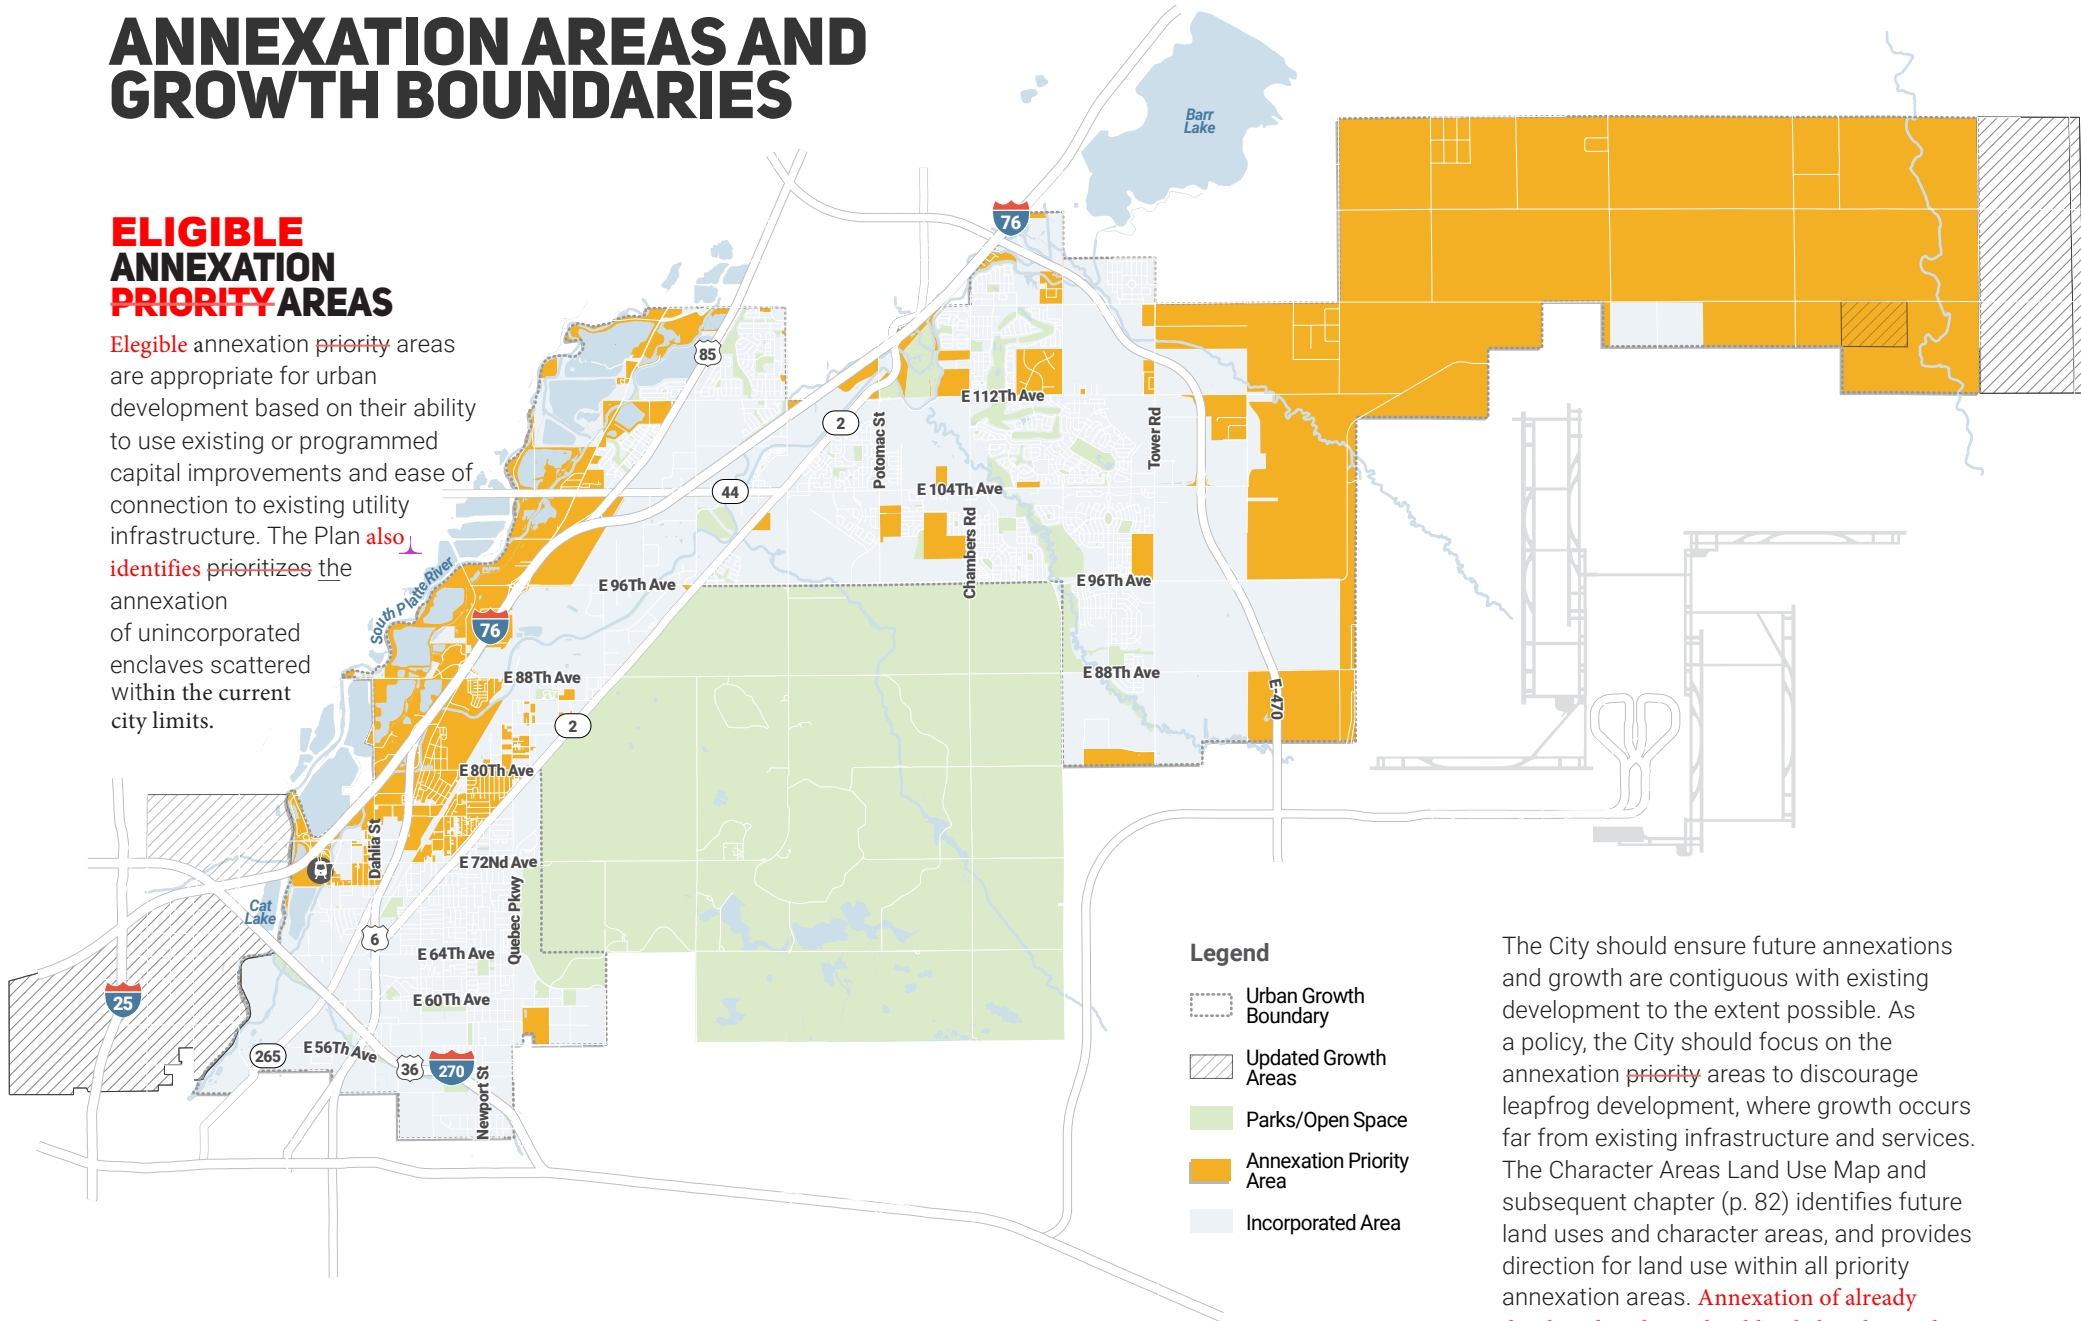 ANNEXATION AREAS AND
GROWTH BOUNDARIES
ELIGIBLE
ANNEXATION
PRIORITY AREAS
Elegible annexation priority areas
are appropriate for urban
development based on their ability
to use existing or programmed
capital improvements and ease of
connection to existing utility
infrastructure. The Plan also
identifies prioritizes the
annexation
of unincorporated
enclaves scattered
within the current
city limits.
Barr
Lake
76
85
2
E 112Th Ave
Potomac St
Tower Rd
44
E 104Th Ave
Chambers Rd
E 96Th Ave
E 96Th Ave
South Platte River
76
E 88Th Ave
E 88Th Ave
E-470
2
E 80Th Ave
Dahlia St
E 72Nd Ave
Quebec Pkwy
Cat
Lake
6
E 64Th Ave
25
E 60Th Ave
265
E 56Th Ave
36
270
Newport St
Legend
Urban Growth
Boundary
Updated Growth
Areas
Parks/Open Space
Annexation Priority
Area
Incorporated Area
The City should ensure future annexations
and growth are contiguous with existing
development to the extent possible. As
a policy, the City should focus on the
annexation priority areas to discourage
leapfrog development, where growth occurs
far from existing infrastructure and services.
The Character Areas Land Use Map and
subsequent chapter (p. 82) identifies future
land uses and character areas, and provides
direction for land use within all priority
annexation areas. Annexation of already